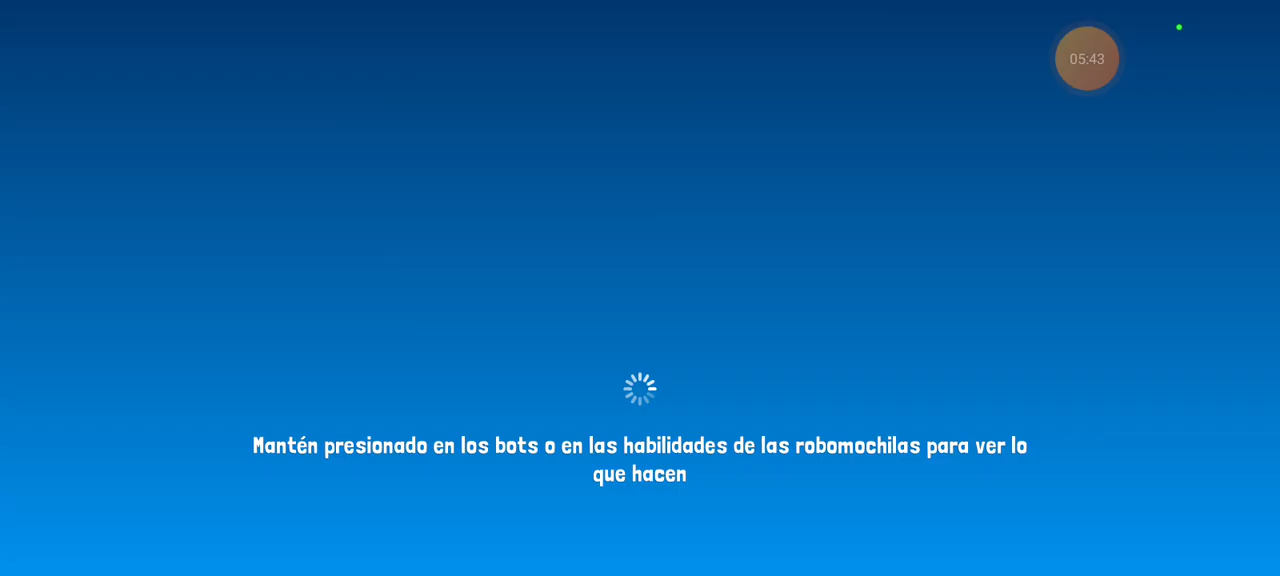 05:43
Mantén presionado en los bots o en las habilidades de las robomochilas para ver lo
que hacen